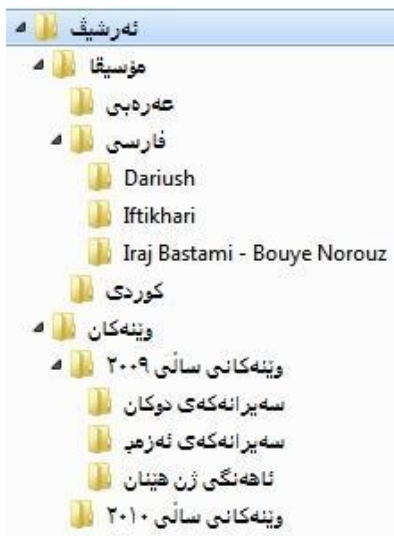 ئەرشیڤ
مۆسیقا
عەرەبی
فارسی
Dariush
Iftikhari
Iraj Bastami - Bouye Norouz
کوردی
وێنەکان
وێنەکانی ساڵی ٢٠٠٩
سەیرانەکەی دوکان
سەیرانەکەی ئەزمڕ
ئاهەنگی ژن هێنان
وێنەکانی ساڵی ٢٠١٠